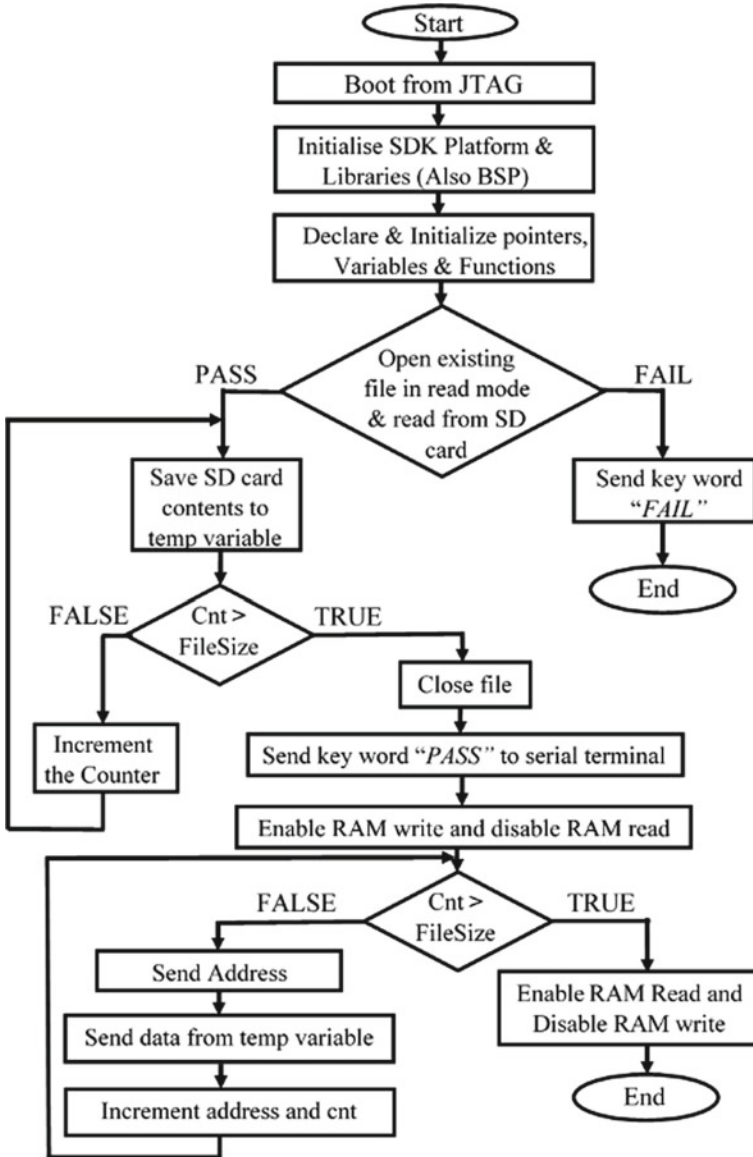 Start
Boot from JTAG
Initialise SDK Platform &
Libraries (Also BSP)
Declare & Initialize pointers,
Variables & Functions
Open existing
file in read mode
& read from SD
card
PASS
FAIL
Save SD card
contents to
temp variable
Send key word
“FAIL”
End
Cnt >
FileSize
FALSE
TRUE
Increment
the Counter
Close file
Send key word “PASS” to serial terminal
Enable RAM write and disable RAM read
Cnt >
FileSize
FALSE
TRUE
Send Address
Send data from temp variable
Increment address and cnt
Enable RAM Read and
Disable RAM write
End